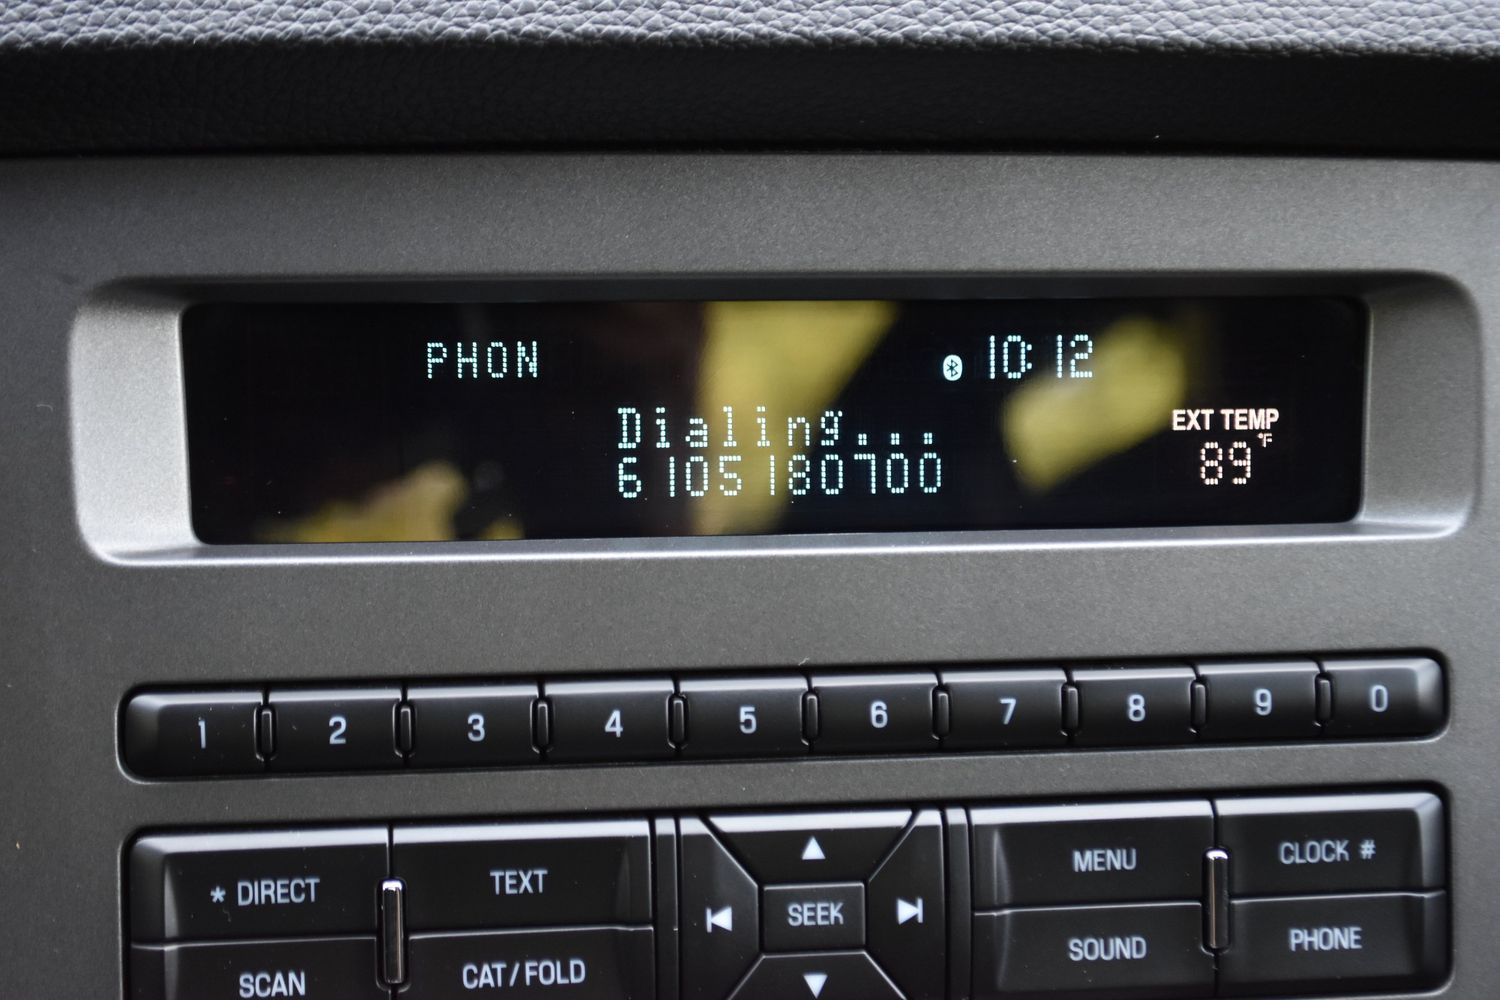 PHON
10:12
Dialing...
6105180700
EXT TEMP
89°F
1 2 3 4 5 6 7 8 9 0
* DIRECT
TEXT
SCAN
CAT / FOLD
SEEK
MENU
CLOCK #
SOUND
PHONE